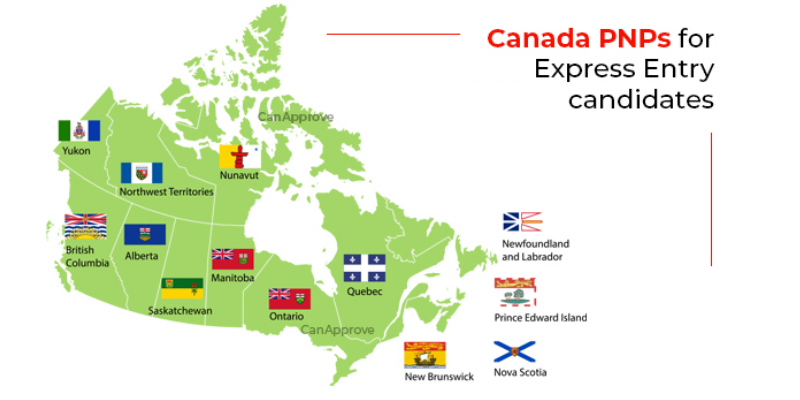 Canada PNPs for
Express Entry
candidates
CanApprove
Yukon
Nunavut
Northwest Territories
Newfoundland
and Labrador
British
Columbia
Alberta
Manitoba
Quebec
Saskatchewan
Ontario
Prince Edward Island
CanApprove
New Brunswick
Nova Scotia